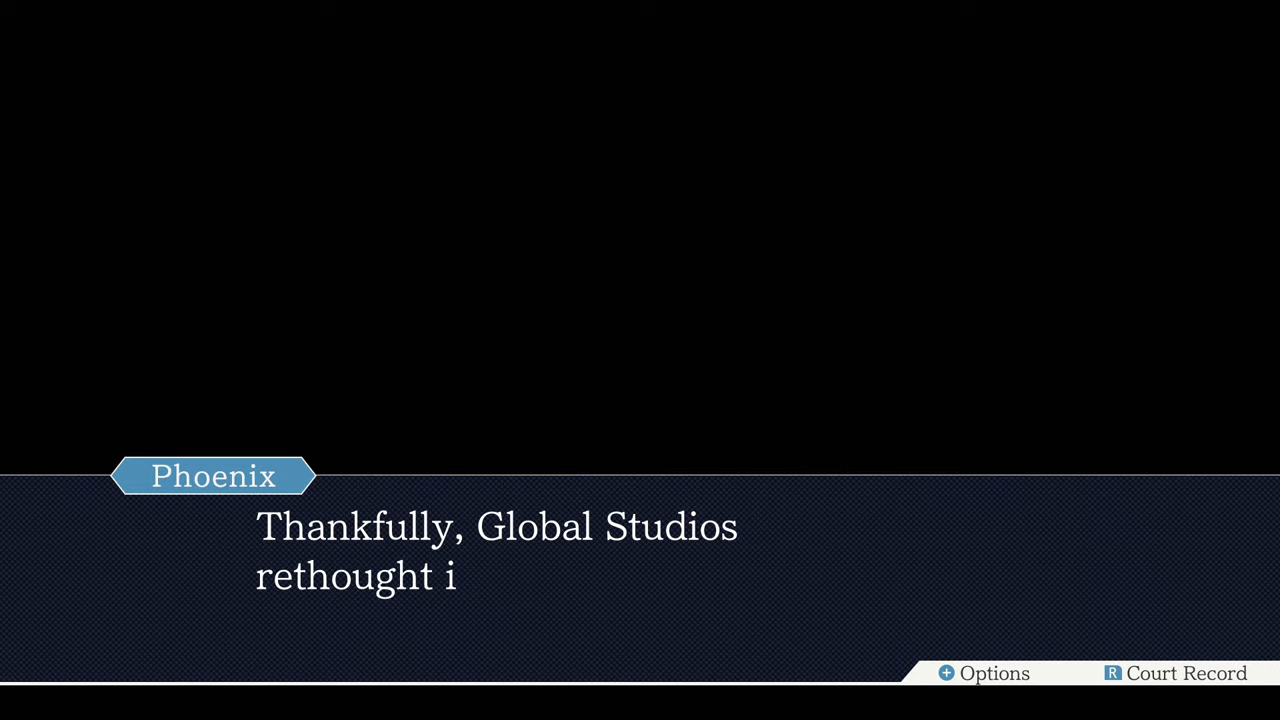 Phoenix
Thankfully, Global Studios
rethought i
+ Options
R Court Record